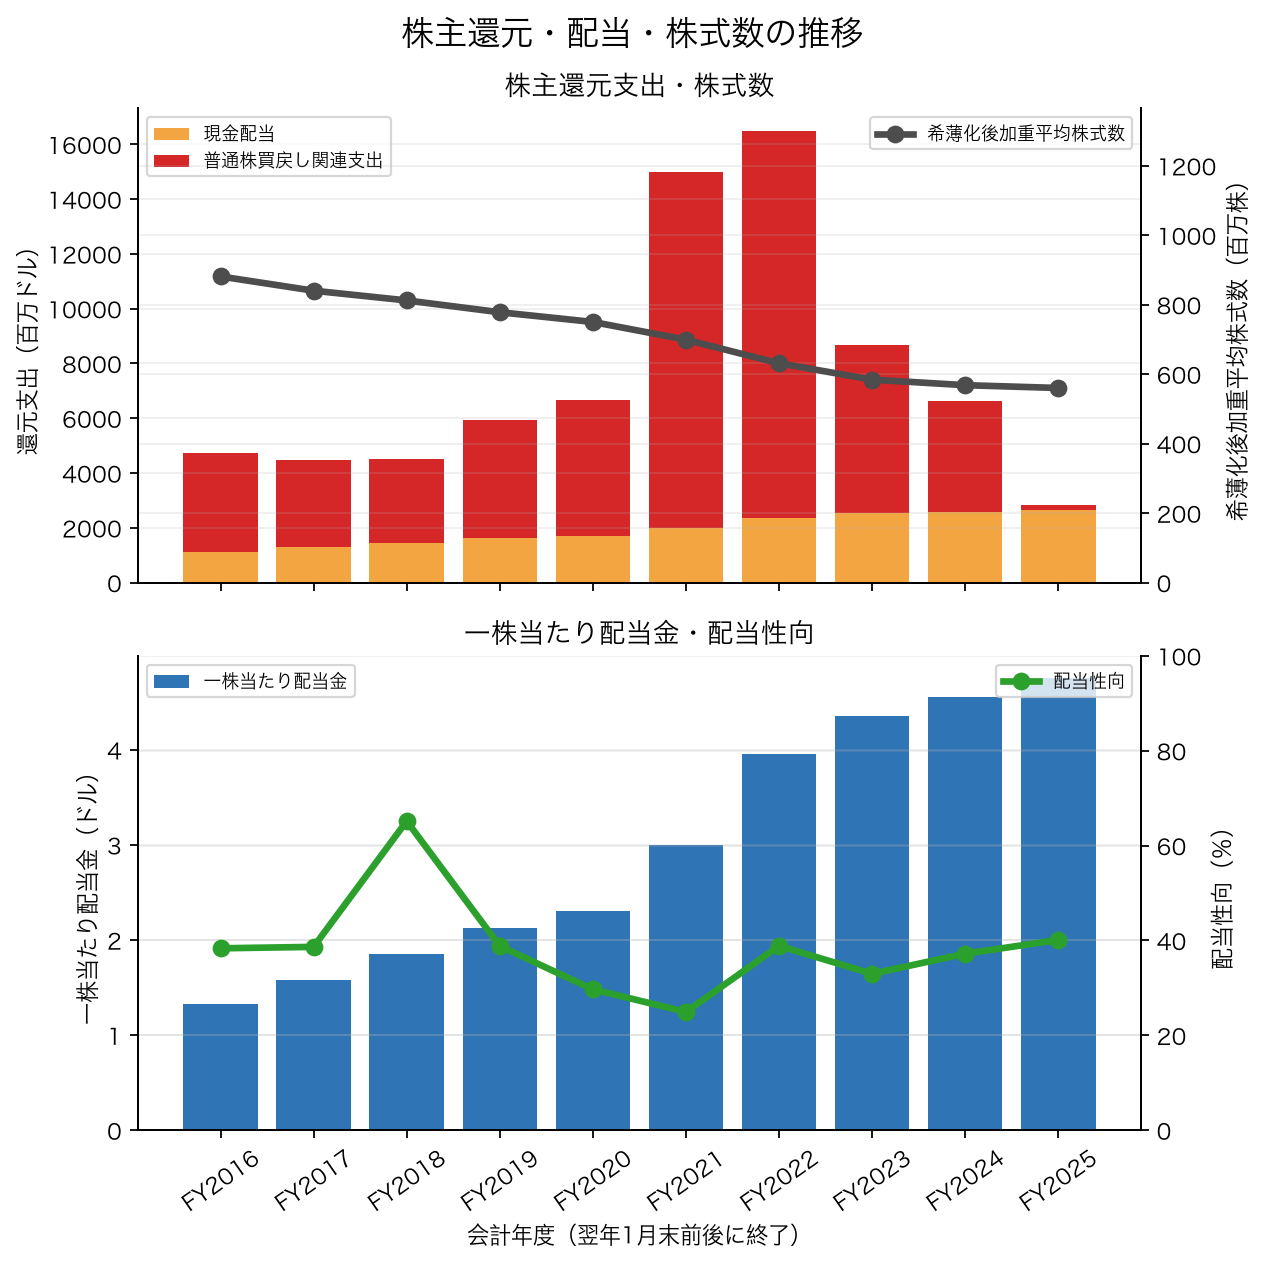 株主還元・配当・株式数の推移
株主還元支出・株式数
現金配当
普通株買戻し関連支出
希薄化後加重平均株式数
還元支出（百万ドル）
16000
14000
12000
10000
8000
6000
4000
2000
0
1200
1000
800
600
400
200
0
希薄化後加重平均株式数（百万株）
一株当たり配当金・配当性向
一株当たり配当金
配当性向
一株当たり配当金（ドル）
4
3
2
1
0
100
80
60
40
20
0
配当性向（%）
FY2016
FY2017
FY2018
FY2019
FY2020
FY2021
FY2022
FY2023
FY2024
FY2025
会計年度（翌年1月末前後に終了）